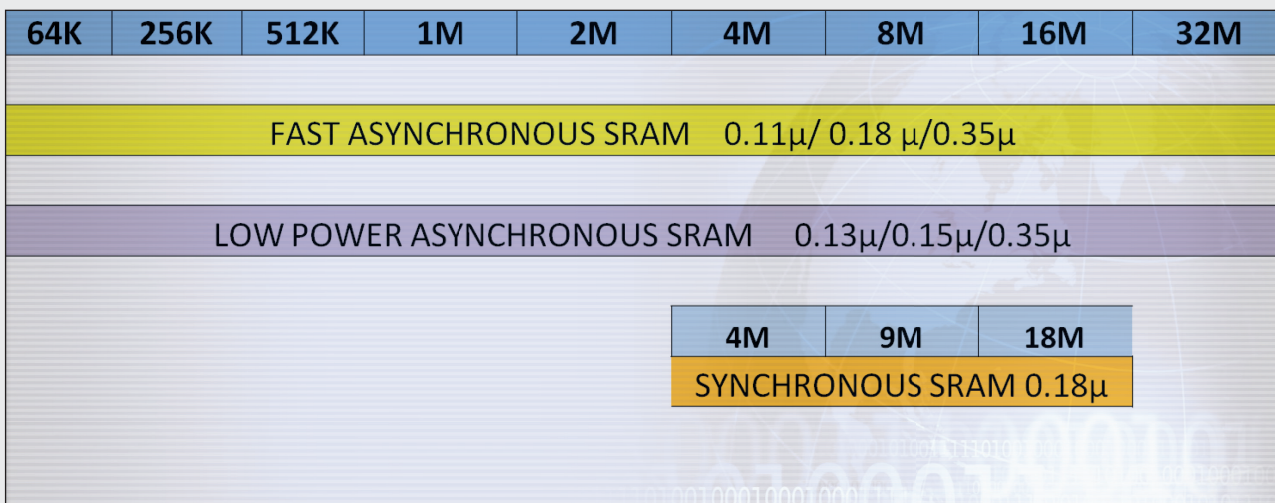 64K 256K 512K 1M 2M 4M 8M 16M 32M
FAST ASYNCHRONOUS SRAM 0.11µ/ 0.18 µ/0.35µ
LOW POWER ASYNCHRONOUS SRAM 0.13µ/0.15µ/0.35µ
4M 9M 18M
SYNCHRONOUS SRAM 0.18µ